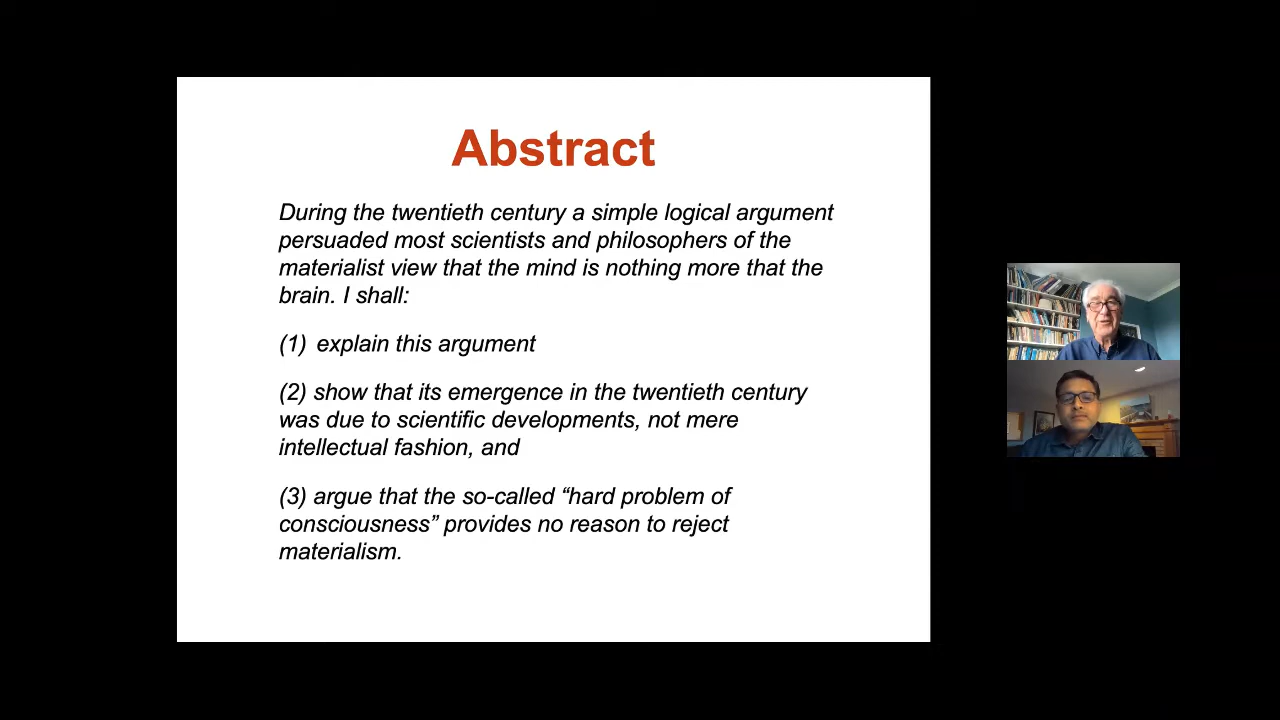 Abstract
During the twentieth century a simple logical argument
persuaded most scientists and philosophers of the
materialist view that the mind is nothing more that the
brain. I shall:
(1) explain this argument
(2) show that its emergence in the twentieth century
was due to scientific developments, not mere
intellectual fashion, and
(3) argue that the so-called “hard problem of
consciousness” provides no reason to reject
materialism.